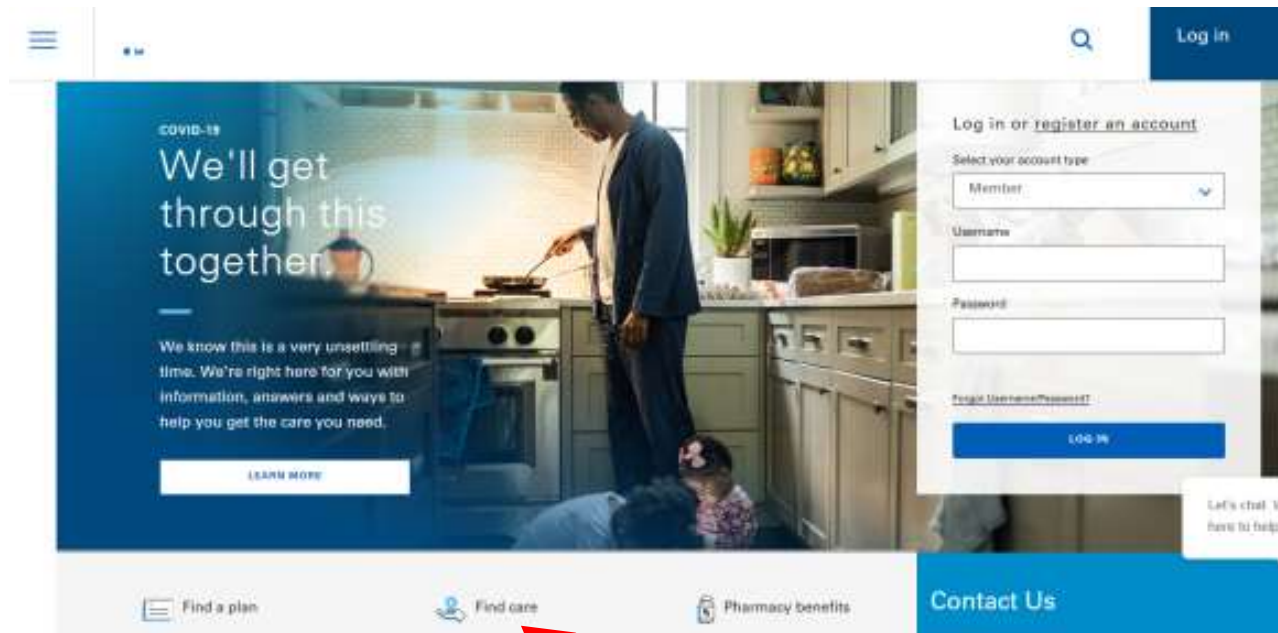 Log in
COVID-19
We'll get
through this
together.
We know this is a very unsettling
time. We're right here for you with
information, answers and ways to
help you get the care you need.
LEARN MORE
Log in or register an account
Select your account type
Member
Username
Password
Forgot Username/Password?
LOG IN
Let's chat.
here to help
Find a plan
Find care
Pharmacy benefits
Contact Us